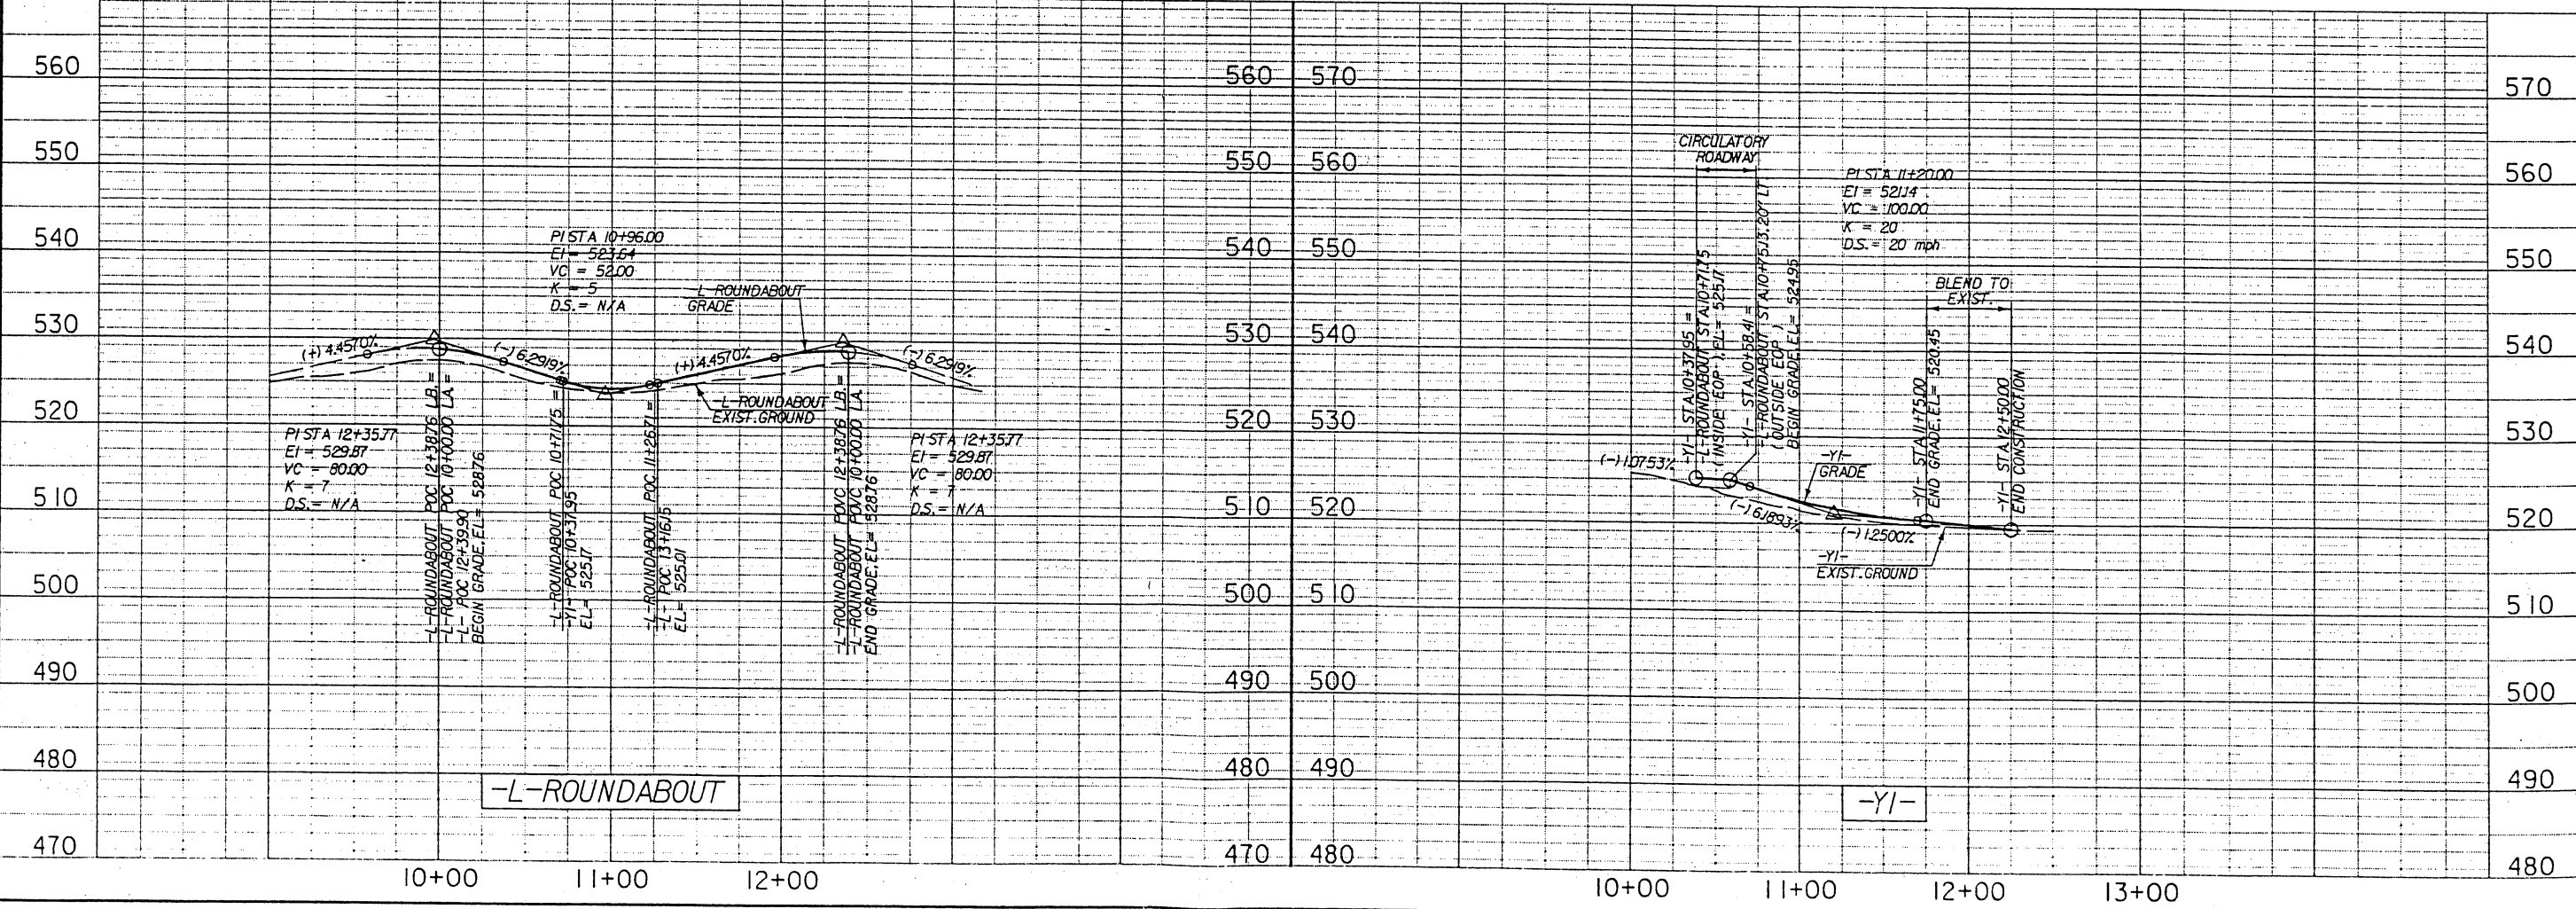 560
550
540
530
520
510
500
490
480
470
(+) 4.4570%
(-) 6.2919%
(+) 4.4570%
(-) 6.2919%
PI STA 10+96.00
El = 523.64
VC = 52.00
K = 5
D.S. = N/A
-L-ROUNDABOUT
GRADE
-L-ROUNDABOUT
EXIST. GROUND
PI STA 12+35.77
El = 529.87
VC = 80.00
K = 7
D.S. = N/A
-L-ROUNDABOUT POC 12+38.76 LB. =
-L-ROUNDABOUT POC 10+00.00 LA. =
-L- POC 12+39.90
BEGIN GRADE, EL = 528.76
-L-ROUNDABOUT POC 10+71.75 =
-Y1- POC 10+37.95
EL = 525.17
-L-ROUNDABOUT POC 11+26.71 =
-L- POC 13+16.15
EL = 525.01
-L-ROUNDABOUT POVC 12+38.76 LB =
-L-ROUNDABOUT POVC 10+00.00 LA.
END GRADE, EL = 528.76
PI STA 12+35.77
El = 529.87
VC = 80.00
K = 7
D.S. = N/A
-L-ROUNDABOUT
10+00
11+00
12+00
560
550
540
530
520
510
500
490
480
470
570
560
550
540
530
520
510
500
490
480
CIRCULATORY
ROADWAY
-Y1- STA.10+37.95 =
-L-ROUNDABOUT STA.10+71.75
(INSIDE EOP), EL = 525.17
-Y1- STA.10+58.41 =
-L-ROUNDABOUT STA.10+75.13, 20' LT.
(OUTSIDE EOP)
BEGIN GRADE, EL = 524.95
PI STA 11+20.00
El = 521.14
VC = 100.00
K = 20
D.S. = 20 mph
BLEND TO
EXIST.
-Y1- STA.11+75.00
END GRADE, EL = 520.45
-Y1- STA.12+50.00
END CONSTRUCTION
(-) 1.0753%
(-) 6.1893%
(-) 1.2500%
-Y1-
GRADE
-Y1-
EXIST. GROUND
-Y1-
10+00
11+00
12+00
13+00
570
560
550
540
530
520
510
500
490
480